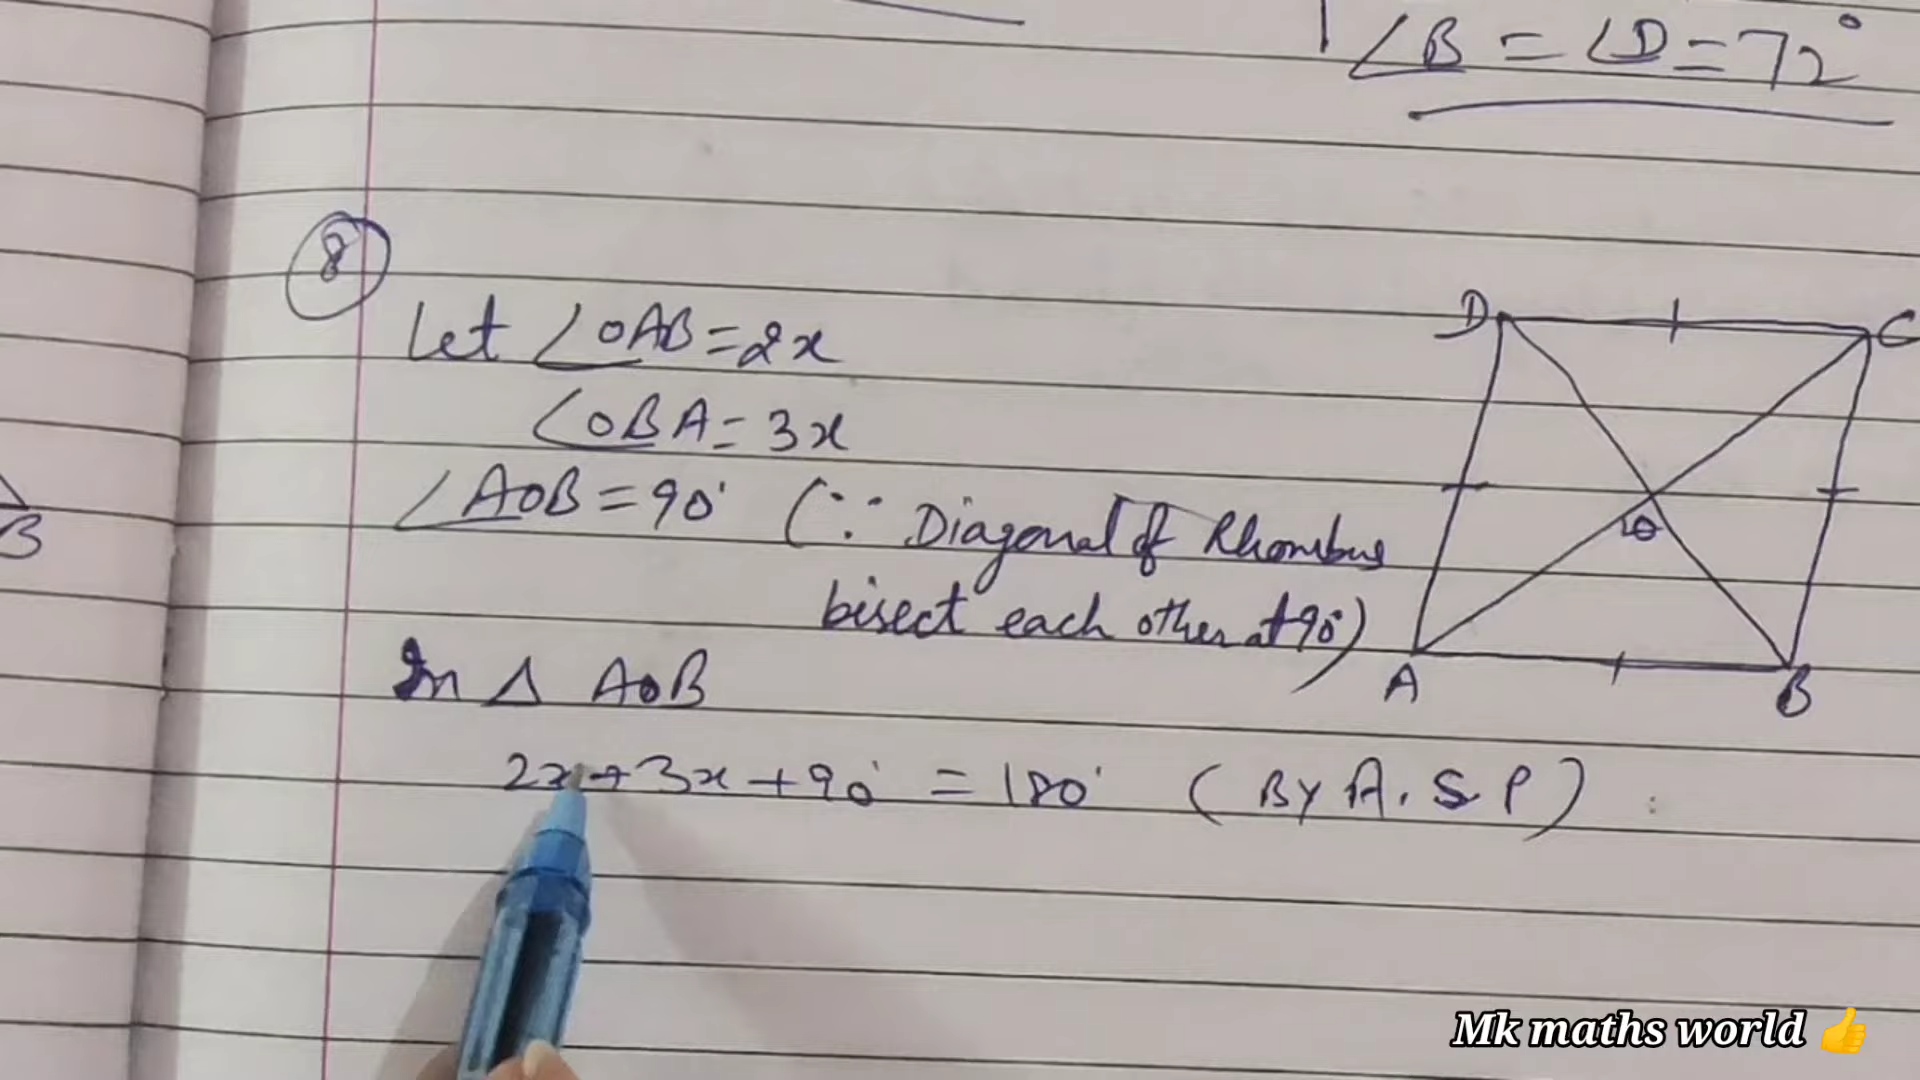 ∠B = ∠D = 72°
8
Let ∠OAB = 2x
∠OBA = 3x
∠AOB = 90° (∵ Diagonal of Rhombus
bisect each other at 90°)
In △ AOB
2x + 3x + 90° = 180° (By A.S.P)
D
C
O
A
B
B
Mk maths world 👍